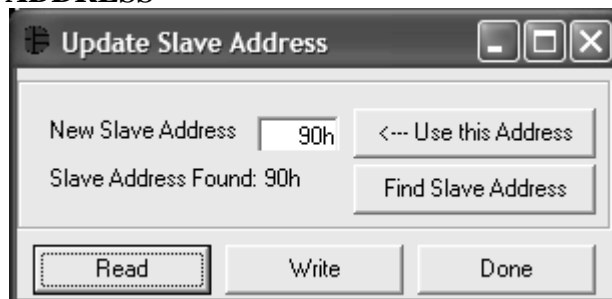 ADDRESS
Update Slave Address
New Slave Address 90h <--- Use this Address
Slave Address Found: 90h Find Slave Address
Read Write Done